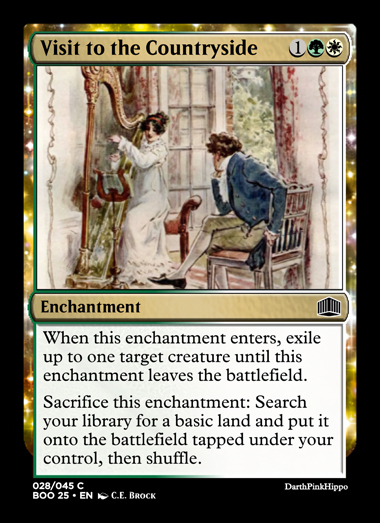 Visit to the Countryside 1
Enchantment
When this enchantment enters, exile
up to one target creature until this
enchantment leaves the battlefield.
Sacrifice this enchantment: Search
your library for a basic land and put it
onto the battlefield tapped under your
control, then shuffle.
028/045 C
BOO 25 • EN C.E. Brock
DarthPinkHippo